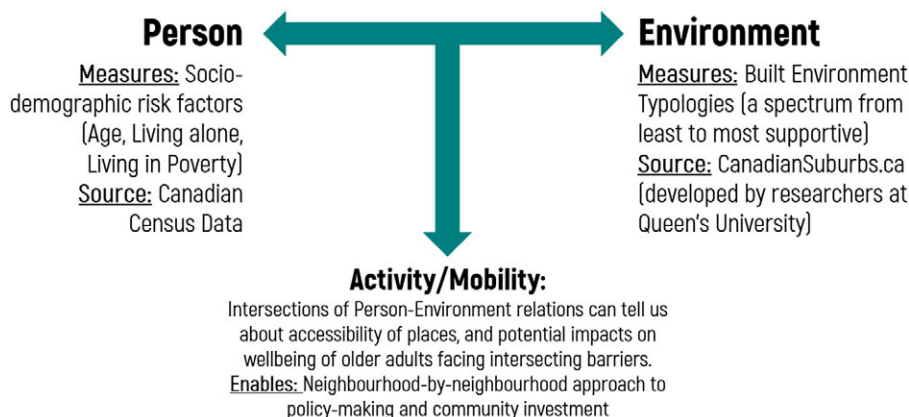 Person
Measures: Socio-
demographic risk factors
(Age, Living alone,
Living in Poverty)
Source: Canadian
Census Data
Environment
Measures: Built Environment
Typologies (a spectrum from
least to most supportive)
Source: CanadianSuburbs.ca
(developed by researchers at
Queen's University)
Activity/Mobility:
Intersections of Person-Environment relations can tell us
about accessibility of places, and potential impacts on
wellbeing of older adults facing intersecting barriers.
Enables: Neighbourhood-by-neighbourhood approach to
policy-making and community investment